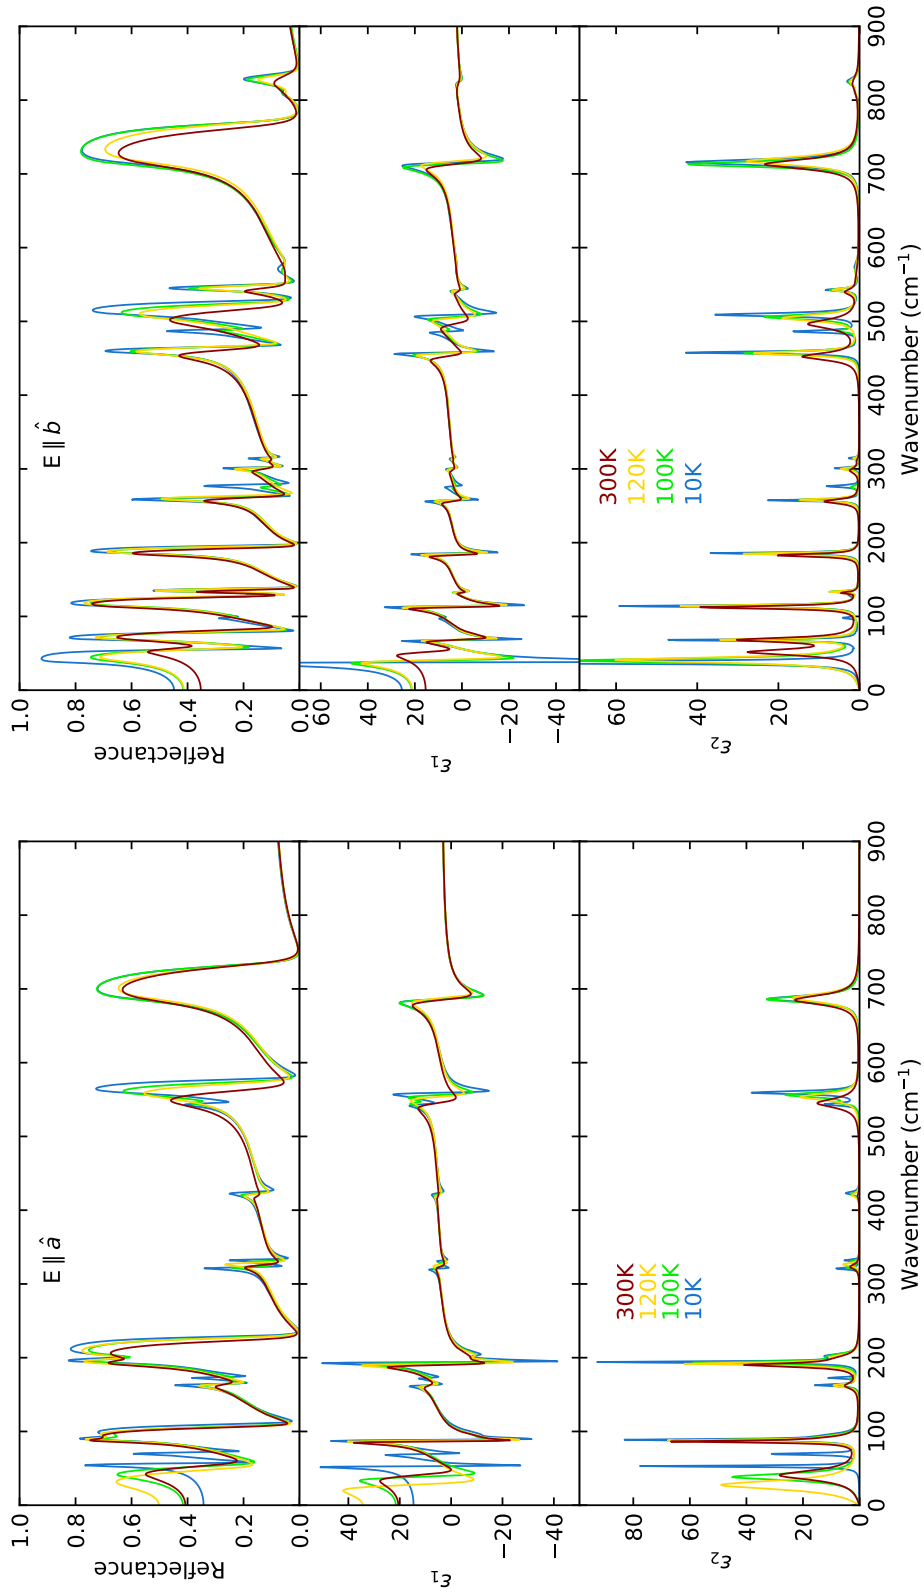 E ∥ â
Reflectance
1.0
0.8
0.6
0.4
0.2
0.0
ε₁
40
20
0
−20
−40
ε₂
80
60
40
20
0
300K
120K
100K
10K
0 100 200 300 400 500 600 700 800 900
Wavenumber (cm⁻¹)
E ∥ b̂
Reflectance
1.0
0.8
0.6
0.4
0.2
0.0
ε₁
60
40
20
0
−20
−40
ε₂
60
40
20
0
300K
120K
100K
10K
0 100 200 300 400 500 600 700 800 900
Wavenumber (cm⁻¹)